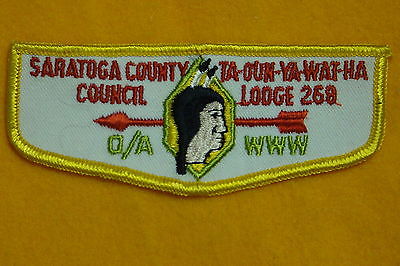 SARATOGA COUNTY TA-OUN-YA-WAT-HA
COUNCIL LODGE 268
O/A WWW